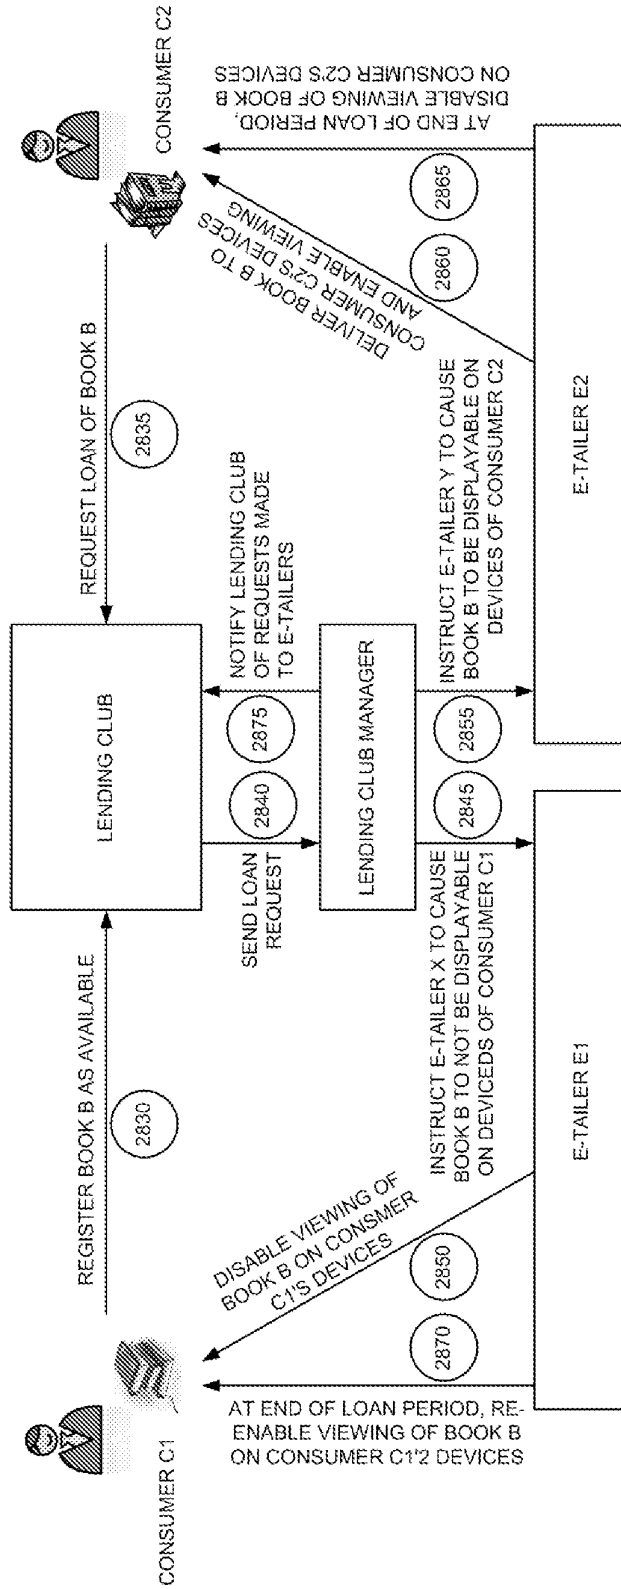 CONSUMER C1
REGISTER BOOK B AS AVAILABLE
2830
LENDING CLUB
REQUEST LOAN OF BOOK B
2835
CONSUMER C2
SEND LOAN
REQUEST
2840
2875
NOTIFY LENDING CLUB
OF REQUESTS MADE
TO E-TAILERS
LENDING CLUB MANAGER
AT END OF LOAN PERIOD, RE-
ENABLE VIEWING OF BOOK B
ON CONSUMER C1'2 DEVICES
2870
2850
DISABLE VIEWING OF
BOOK B ON CONSMER
C1'S DEVICES
INSTRUCT E-TAILER X TO CAUSE
BOOK B TO NOT BE DISPLAYABLE
ON DEVICEDS OF CONSUMER C1
2845
2855
INSTRUCT E-TAILER Y TO CAUSE
BOOK B TO BE DISPLAYABLE ON
DEVICES OF CONSUMER C2
DELIVER BOOK B TO
CONSUMER C2'S DEVICES
AND ENABLE VIEWING
2860
2865
AT END OF LOAN PERIOD,
DISABLE VIEWING OF BOOK B
ON CONSUMER C2'S DEVICES
E-TAILER E1
E-TAILER E2